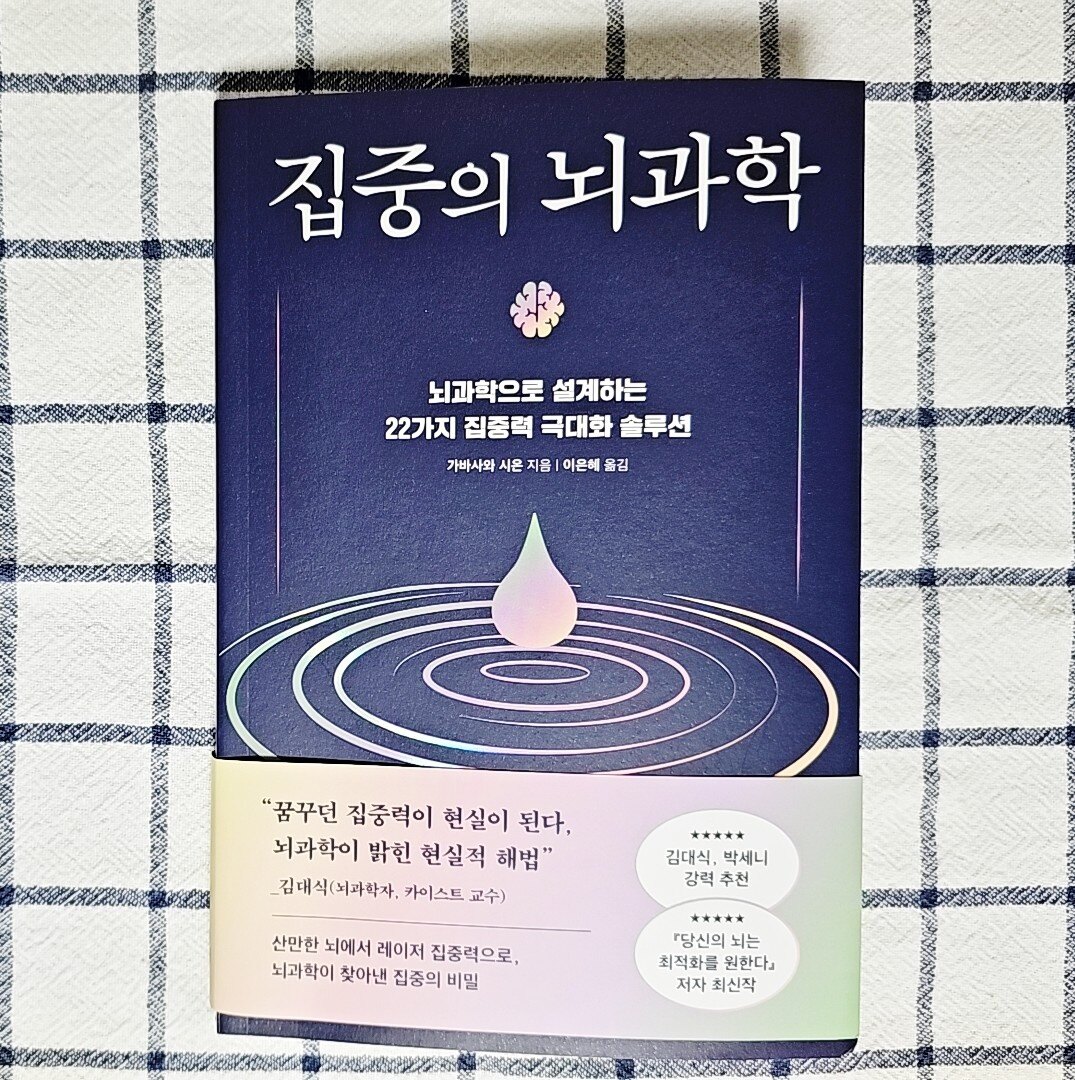 집중의 뇌과학
뇌과학으로 설계하는
22가지 집중력 극대화 솔루션
가바사와 시온 지음 | 이은혜 옮김
“꿈꾸던 집중력이 현실이 된다,
뇌과학이 밝힌 현실적 해법”
_김대식(뇌과학자, 카이스트 교수)
산만한 뇌에서 레이저 집중력으로,
뇌과학이 찾아낸 집중의 비밀
★★★★★
김대식, 박세니
강력 추천
★★★★★
『당신의 뇌는
최적화를 원한다』
저자 최신작